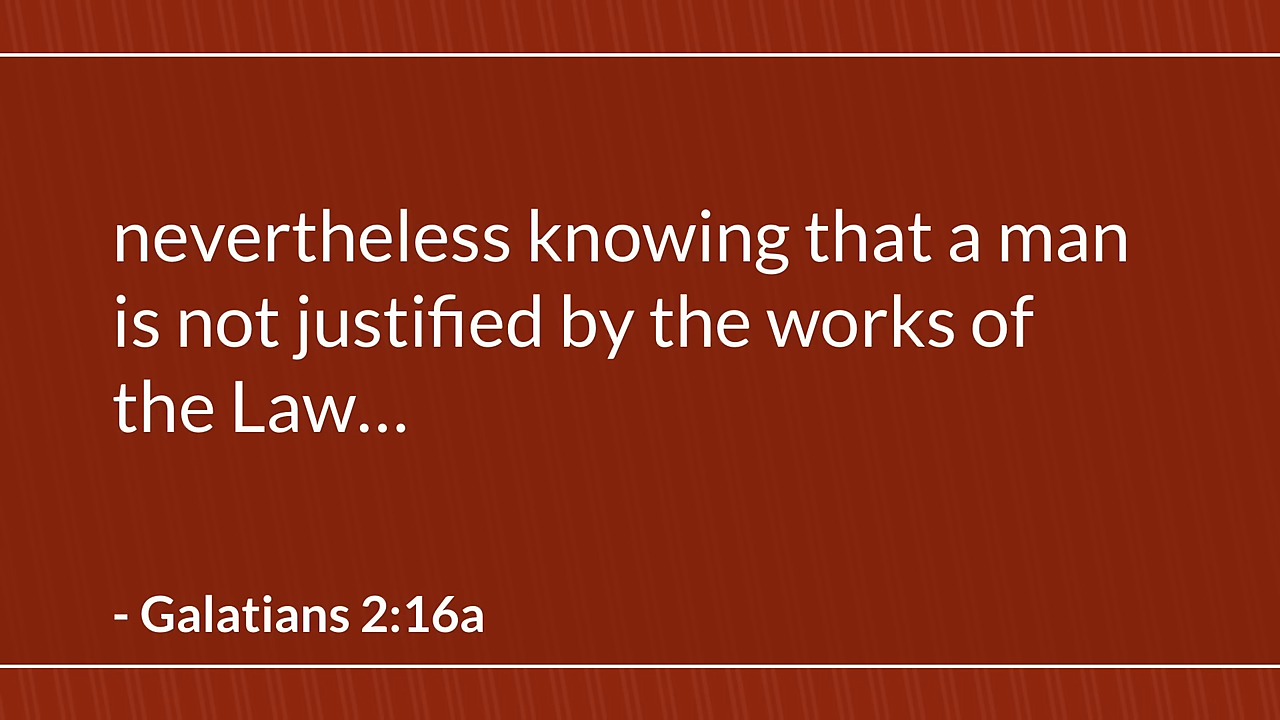 nevertheless knowing that a man
is not justified by the works of
the Law…
- Galatians 2:16a